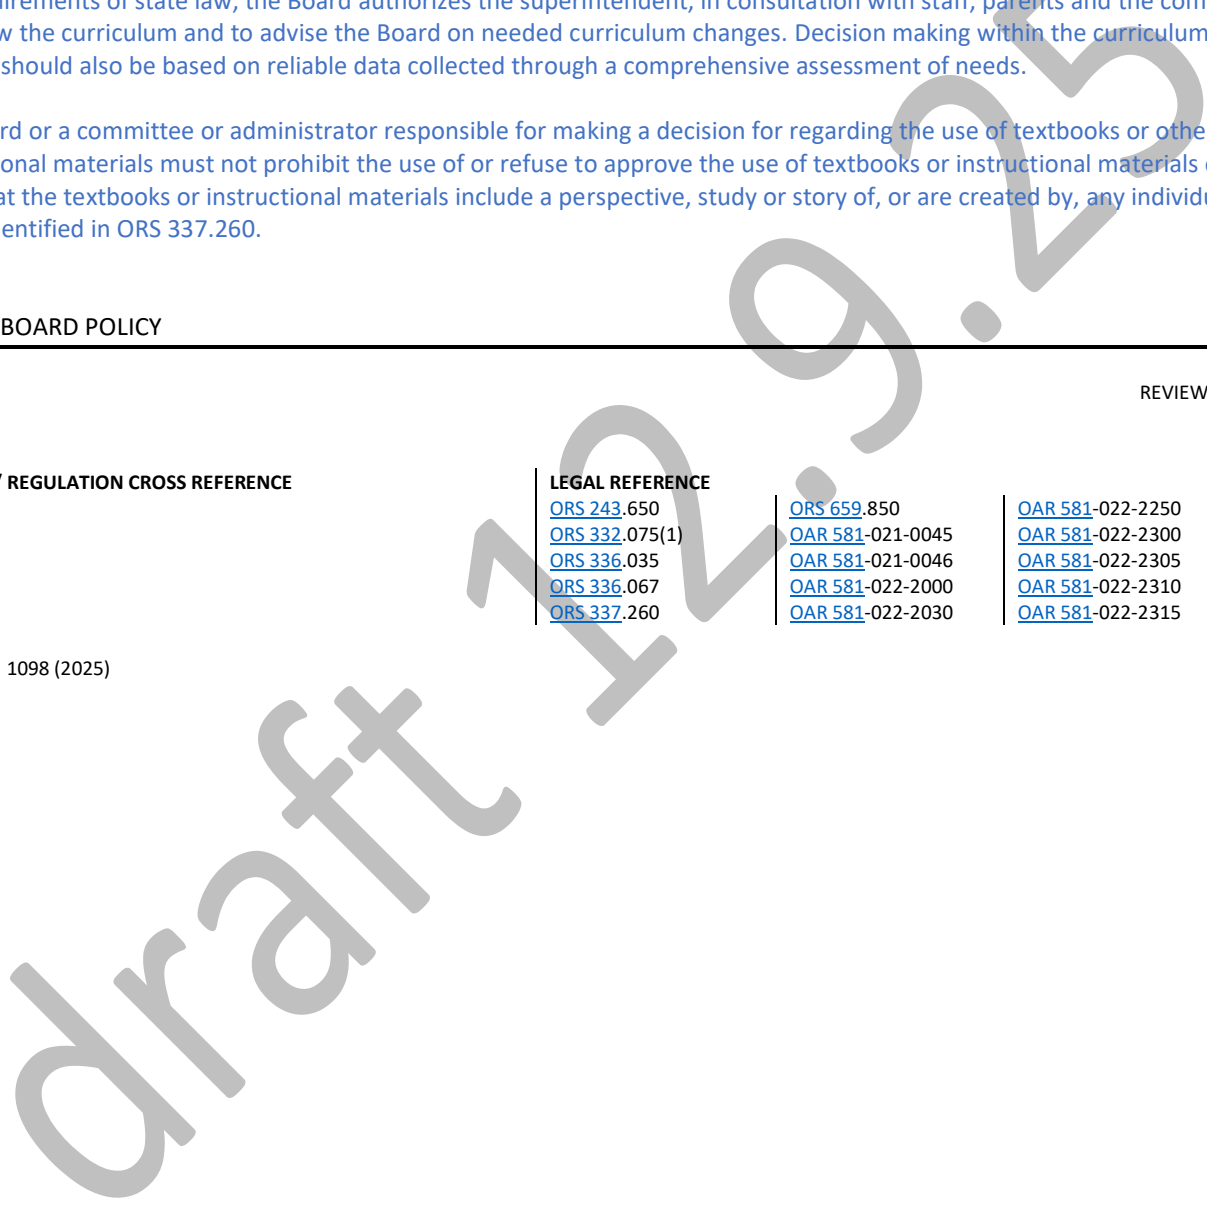 irements of state law, the Board authorizes the superintendent, in consultation with staff, parents and the com
w the curriculum and to advise the Board on needed curriculum changes. Decision making within the curriculum
should also be based on reliable data collected through a comprehensive assessment of needs.
rd or a committee or administrator responsible for making a decision for regarding the use of textbooks or othe
onal materials must not prohibit the use of or refuse to approve the use of textbooks or instructional materials
at the textbooks or instructional materials include a perspective, study or story of, or are created by, any individu
entified in ORS 337.260.
BOARD POLICY
REVIEW
REGULATION CROSS REFERENCE
LEGAL REFERENCE
ORS 243.650
ORS 332.075(1)
ORS 336.035
ORS 336.067
ORS 337.260
ORS 659.850
OAR 581-021-0045
OAR 581-021-0046
OAR 581-022-2000
OAR 581-022-2030
OAR 581-022-2250
OAR 581-022-2300
OAR 581-022-2305
OAR 581-022-2310
OAR 581-022-2315
1098 (2025)
draft 12.9.25